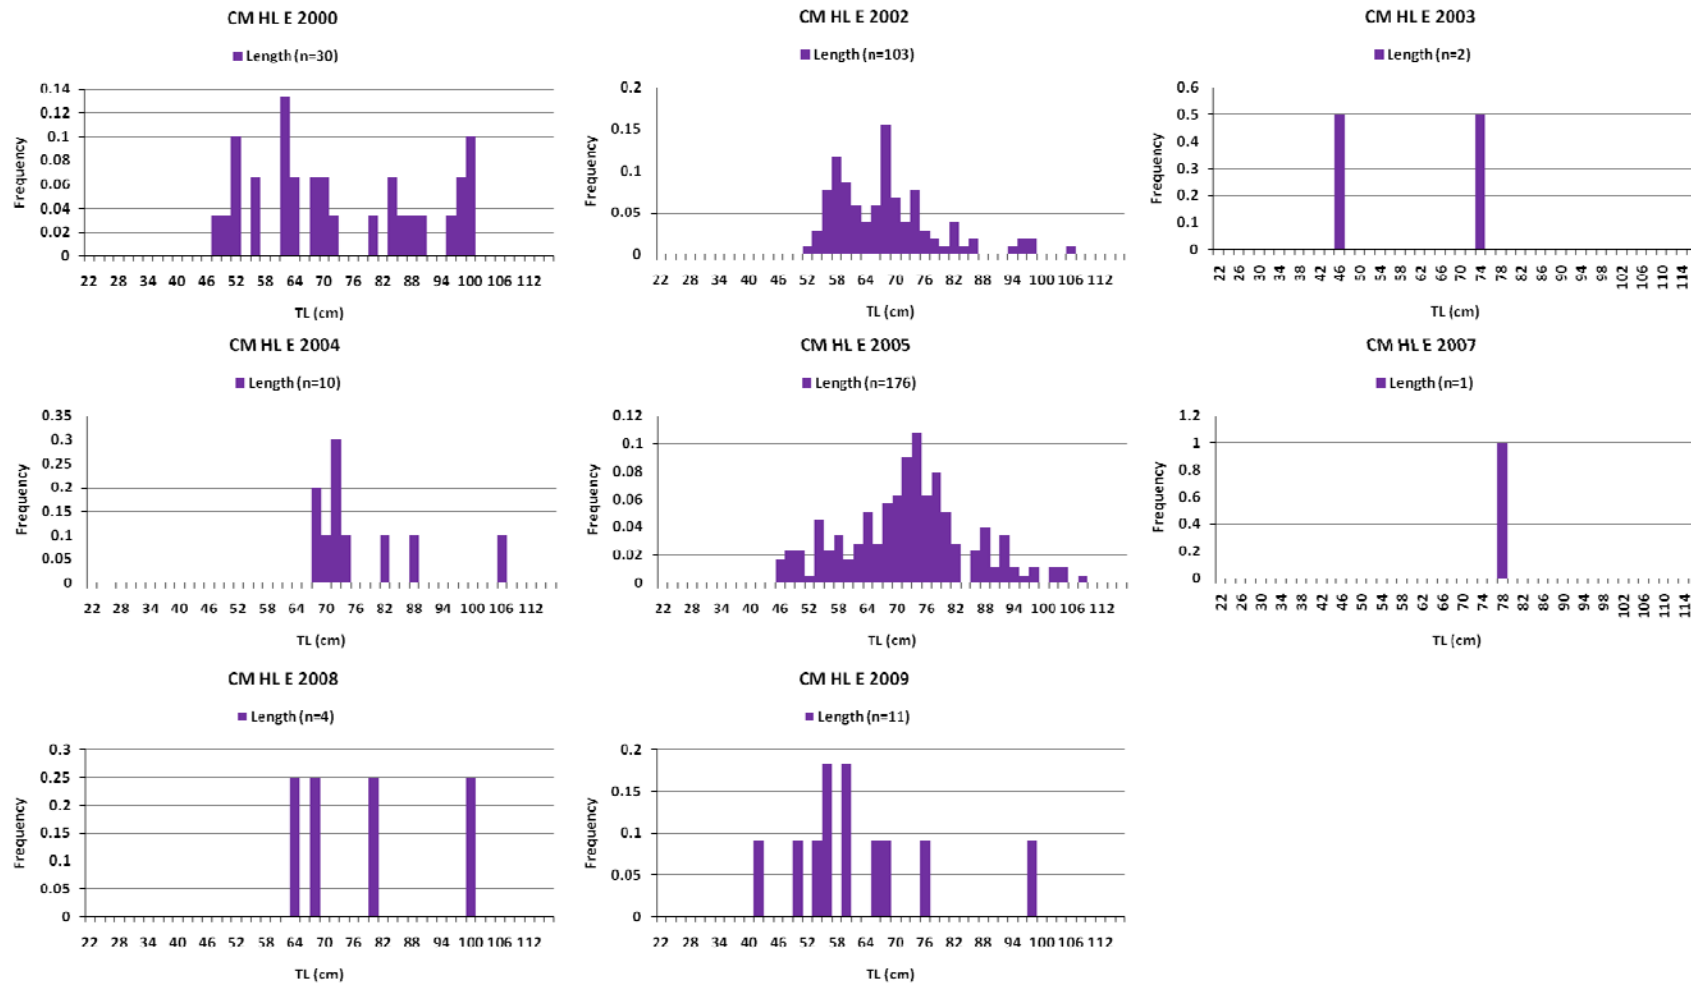 CM HL E 2000
Length (n=30)
Frequency
0.14
0.12
0.1
0.08
0.06
0.04
0.02
0
22 28 34 40 46 52 58 64 70 76 82 88 94 100 106 112
TL (cm)
CM HL E 2002
Length (n=103)
Frequency
0.2
0.15
0.1
0.05
0
22 28 34 40 46 52 58 64 70 76 82 88 94 100 106 112
TL (cm)
CM HL E 2003
Length (n=2)
Frequency
0.6
0.5
0.4
0.3
0.2
0.1
0
22 26 30 34 38 42 46 50 54 58 62 66 70 74 78 82 86 90 94 98 102 106 110 114
TL (cm)
CM HL E 2004
Length (n=10)
Frequency
0.35
0.3
0.25
0.2
0.15
0.1
0.05
0
22 28 34 40 46 52 58 64 70 76 82 88 94 100 106 112
TL (cm)
CM HL E 2005
Length (n=176)
Frequency
0.12
0.1
0.08
0.06
0.04
0.02
0
22 28 34 40 46 52 58 64 70 76 82 88 94 100 106 112
TL (cm)
CM HL E 2007
Length (n=1)
Frequency
1.2
1
0.8
0.6
0.4
0.2
0
22 26 30 34 38 42 46 50 54 58 62 66 70 74 78 82 86 90 94 98 102 106 110 114
TL (cm)
CM HL E 2008
Length (n=4)
Frequency
0.3
0.25
0.2
0.15
0.1
0.05
0
22 28 34 40 46 52 58 64 70 76 82 88 94 100 106 112
TL (cm)
CM HL E 2009
Length (n=11)
Frequency
0.2
0.15
0.1
0.05
0
22 28 34 40 46 52 58 64 70 76 82 88 94 100 106 112
TL (cm)